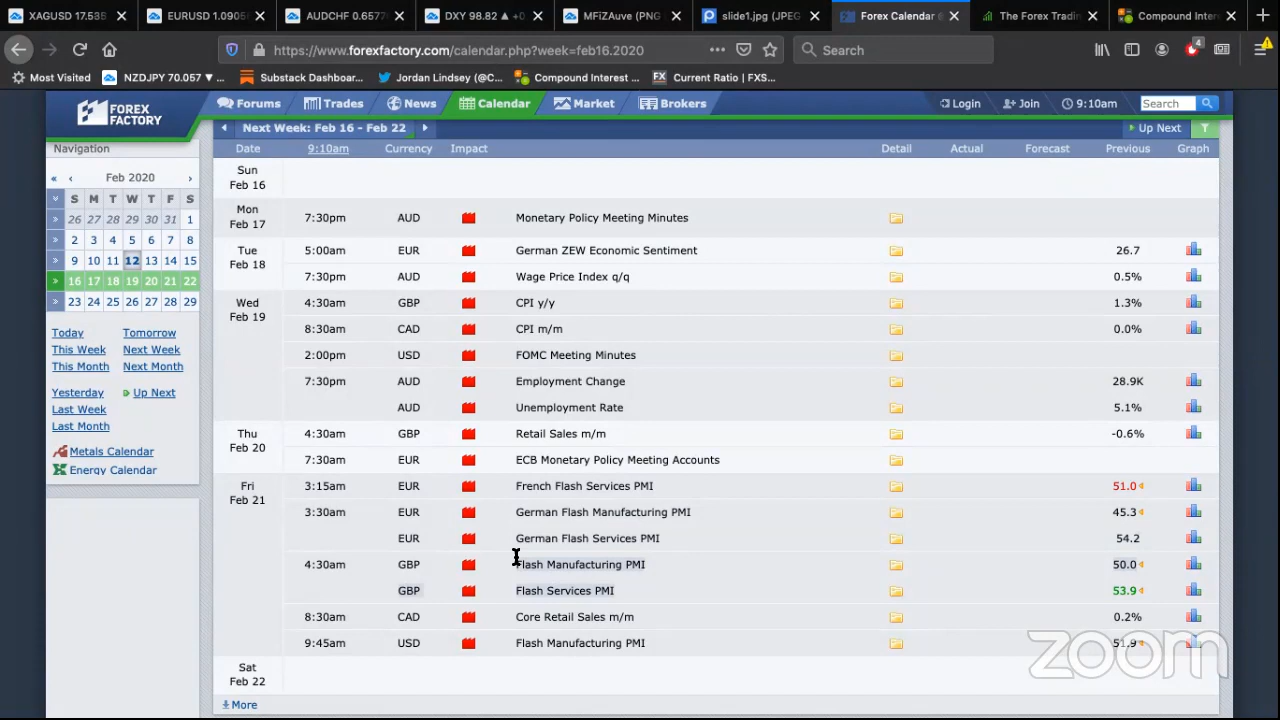 XAGUSD 17.535
EURUSD 1.0905
AUDCHF 0.6577
DXY 98.82 ▲ +0
MFiZAuve (PNG
slide1.jpg (JPEG
Forex Calendar
The Forex Tradin
Compound Inter
https://www.forexfactory.com/calendar.php?week=feb16.2020
Search
4
Most Visited
NZDJPY 70.057 ▼ ...
Substack Dashboar...
Jordan Lindsey (@C...
Compound Interest ...
FX Current Ratio | FXS...
FOREX FACTORY
Forums Trades News Calendar Market Brokers Login Join 9:10am Search
Navigation
« ‹ Feb 2020 ›
S M T W T F S
26 27 28 29 30 31 1
2 3 4 5 6 7 8
9 10 11 12 13 14 15
16 17 18 19 20 21 22
23 24 25 26 27 28 29
Today Tomorrow
This Week Next Week
This Month Next Month
Yesterday Up Next
Last Week
Last Month
Metals Calendar
Energy Calendar
Next Week: Feb 16 - Feb 22 Up Next
Date 9:10am Currency Impact Detail Actual Forecast Previous Graph
Sun
Feb 16
Mon
Feb 17
7:30pm AUD Monetary Policy Meeting Minutes
Tue
Feb 18
5:00am EUR German ZEW Economic Sentiment 26.7
7:30pm AUD Wage Price Index q/q 0.5%
Wed
Feb 19
4:30am GBP CPI y/y 1.3%
8:30am CAD CPI m/m 0.0%
2:00pm USD FOMC Meeting Minutes
7:30pm AUD Employment Change 28.9K
AUD Unemployment Rate 5.1%
Thu
Feb 20
4:30am GBP Retail Sales m/m -0.6%
7:30am EUR ECB Monetary Policy Meeting Accounts
Fri
Feb 21
3:15am EUR French Flash Services PMI 51.0
3:30am EUR German Flash Manufacturing PMI 45.3
EUR German Flash Services PMI 54.2
4:30am GBP Flash Manufacturing PMI 50.0
GBP Flash Services PMI 53.9
8:30am CAD Core Retail Sales m/m 0.2%
9:45am USD Flash Manufacturing PMI 51.9
Sat
Feb 22
More
zoom